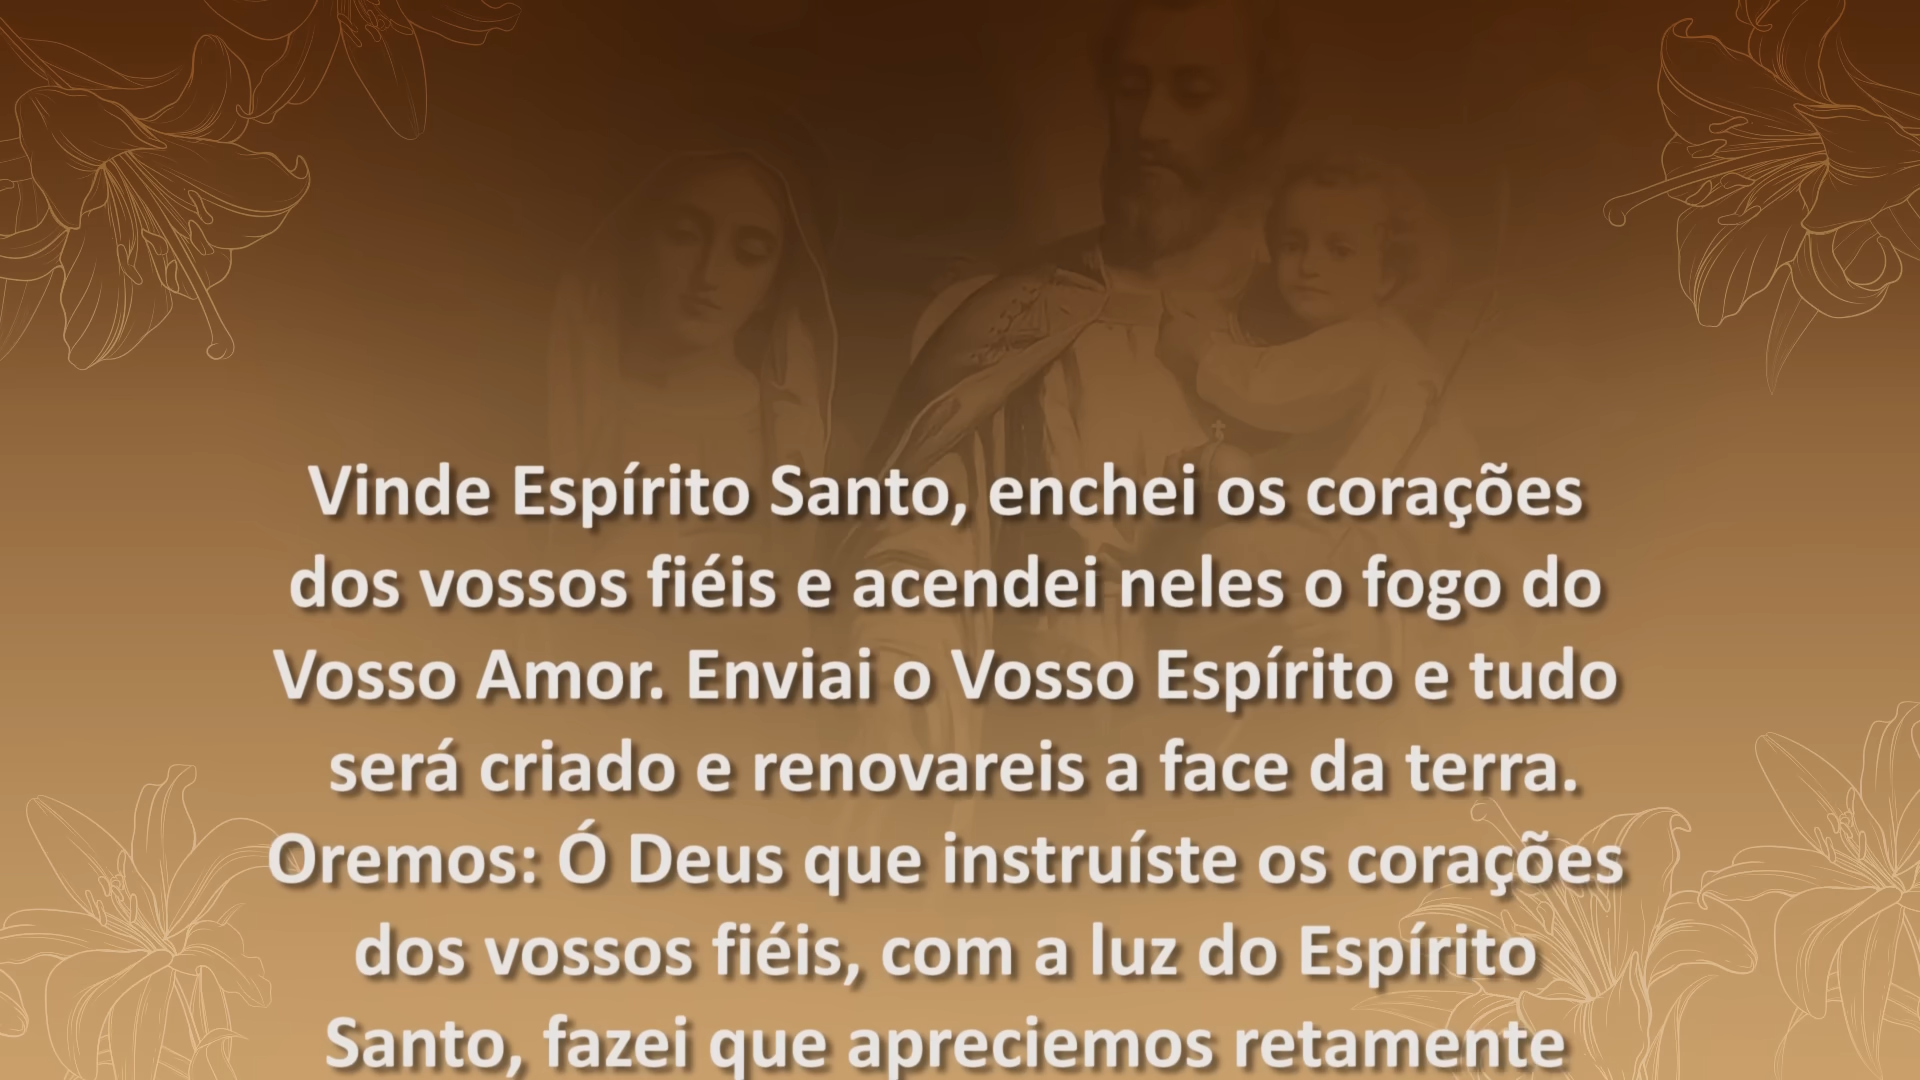 Vinde Espírito Santo, enchei os corações
dos vossos fiéis e acendei neles o fogo do
Vosso Amor. Enviai o Vosso Espírito e tudo
será criado e renovareis a face da terra.
Oremos: Ó Deus que instruíste os corações
dos vossos fiéis, com a luz do Espírito
Santo, fazei que apreciemos retamente